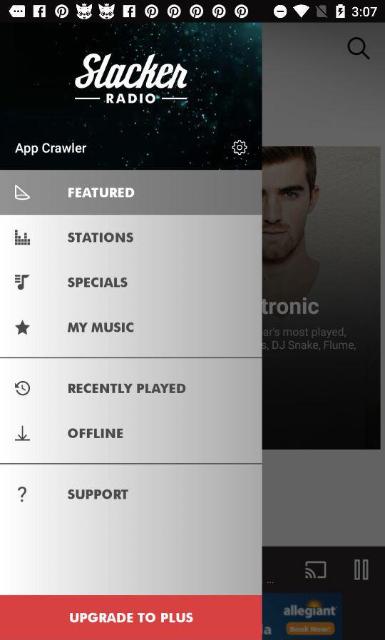 3:07
Slacker
RADIO
App Crawler
FEATURED
STATIONS
SPECIALS
MY MUSIC
RECENTLY PLAYED
OFFLINE
SUPPORT
UPGRADE TO PLUS
tronic
ar's most played,
s, DJ Snake, Flume,
...
allegiant
Book Now!